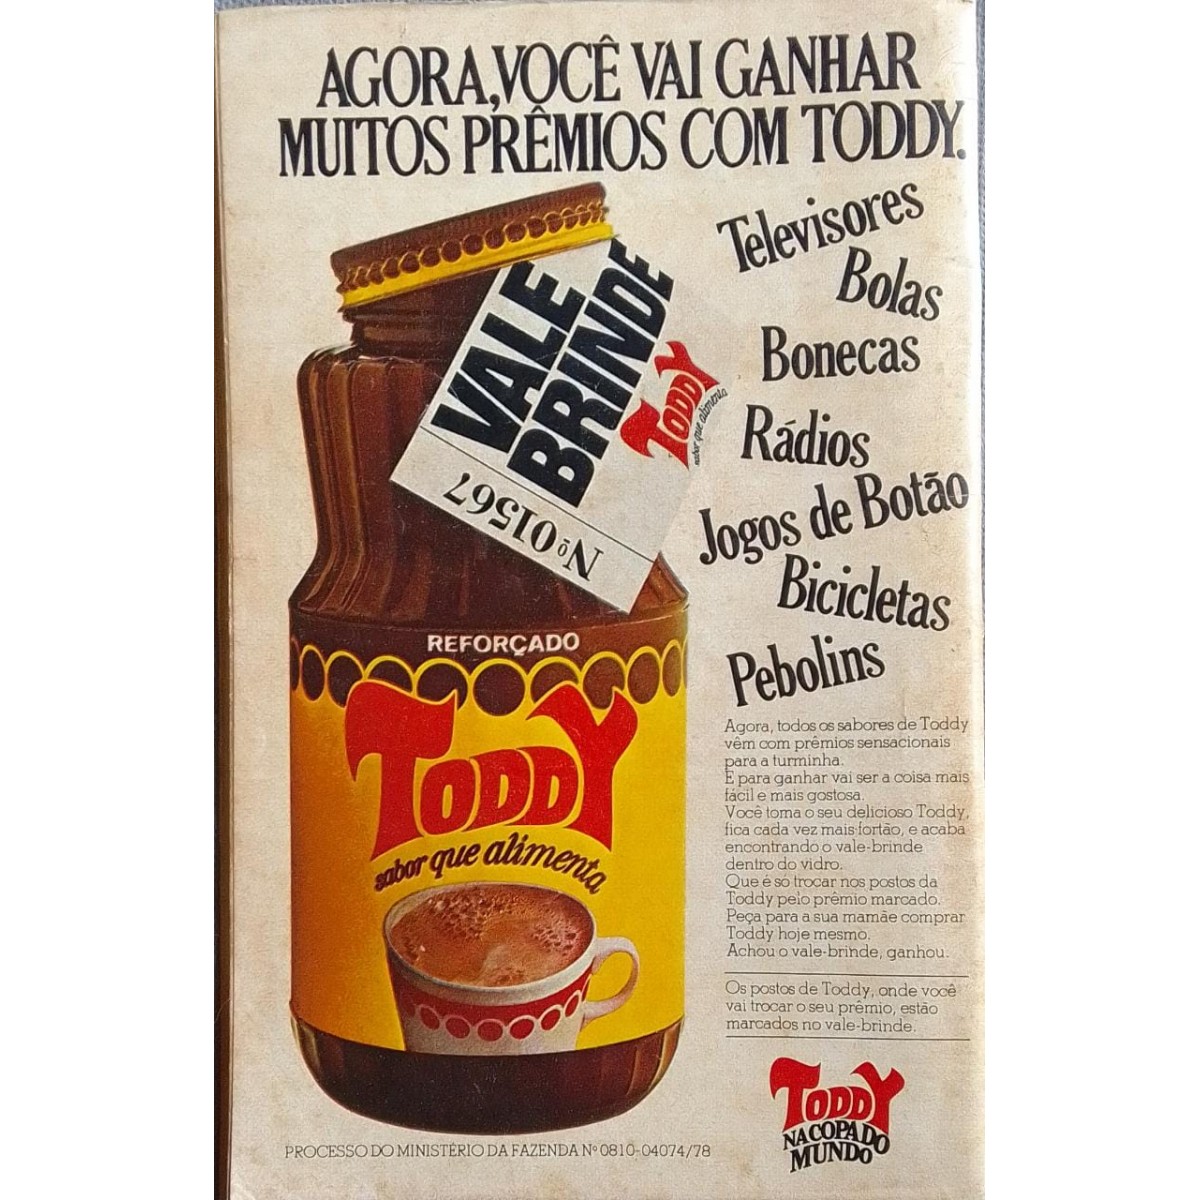 AGORA, VOCÊ VAI GANHAR
MUITOS PRÊMIOS COM TODDY.
Televisores
Bolas
Bonecas
Rádios
Jogos de Botão
Bicicletas
Pebolins
VALE
BRINDE
TODDY
sabor que alimenta
Nº 01567
REFORÇADO
TODDY
sabor que alimenta
Agora, todos os sabores de Toddy
vêm com prêmios sensacionais
para a turminha.
E para ganhar vai ser a coisa mais
fácil e mais gostosa.
Você toma o seu delicioso Toddy,
fica cada vez mais fortão, e acaba
encontrando o vale-brinde
dentro do vidro.
Que é só trocar nos postos da
Toddy pelo prêmio marcado.
Peça para a sua mamãe comprar
Toddy hoje mesmo.
Achou o vale-brinde, ganhou.
Os postos de Toddy, onde você
vai trocar o seu prêmio, estão
marcados no vale-brinde.
TODDY
NA COPA DO
MUNDO
PROCESSO DO MINISTÉRIO DA FAZENDA Nº 0810-04074/78